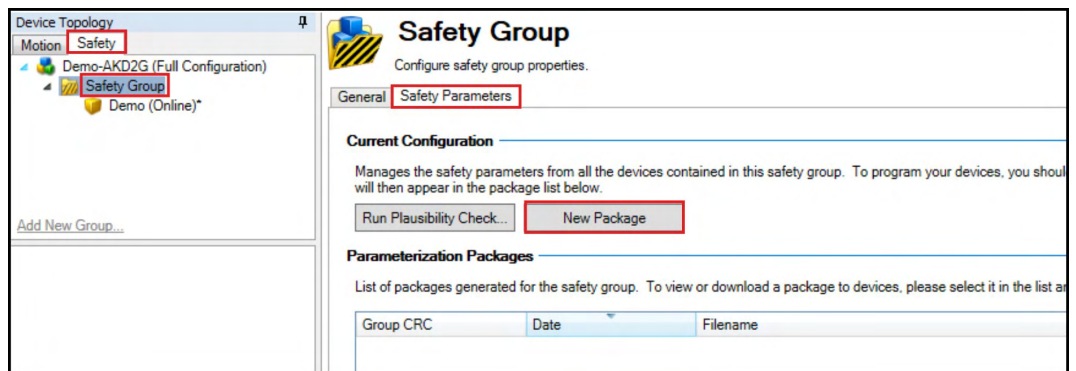 Device Topology
Motion
Safety
Demo-AKD2G (Full Configuration)
Safety Group
Demo (Online)*
Add New Group...
Safety Group
Configure safety group properties.
General
Safety Parameters
Current Configuration
Manages the safety parameters from all the devices contained in this safety group. To program your devices, you shoul
will then appear in the package list below.
Run Plausibility Check...
New Package
Parameterization Packages
List of packages generated for the safety group. To view or download a package to devices, please select it in the list a
Group CRC
Date
Filename